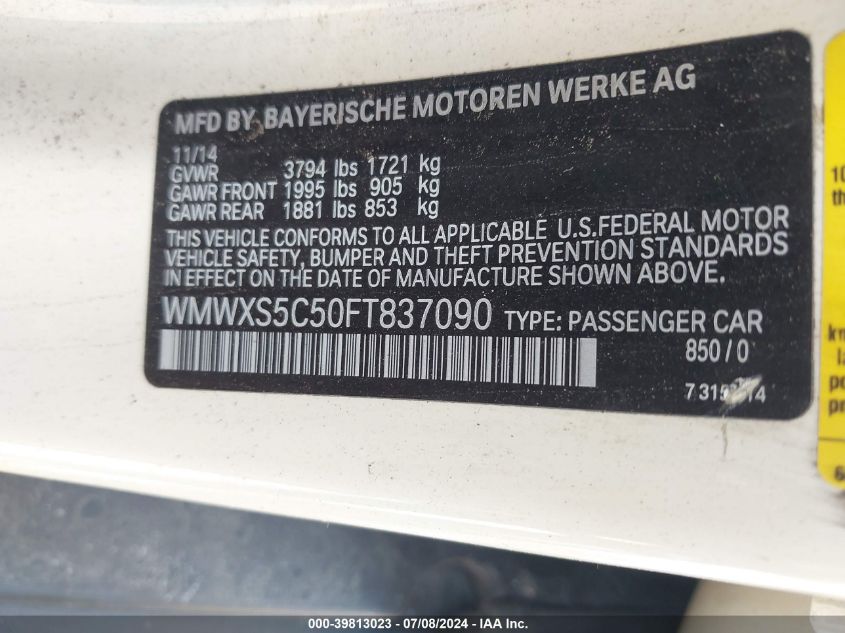 MFD BY BAYERISCHE MOTOREN WERKE AG
11/14
GVWR 3794 lbs 1721 kg
GAWR FRONT 1995 lbs 905 kg
GAWR REAR 1881 lbs 853 kg
THIS VEHICLE CONFORMS TO ALL APPLICABLE U.S.FEDERAL MOTOR
VEHICLE SAFETY, BUMPER AND THEFT PREVENTION STANDARDS
IN EFFECT ON THE DATE OF MANUFACTURE SHOWN ABOVE.
WMWXS5C50FT837090 TYPE: PASSENGER CAR
850/0
000-39813023 / 07/08/2024 / IAA Inc.